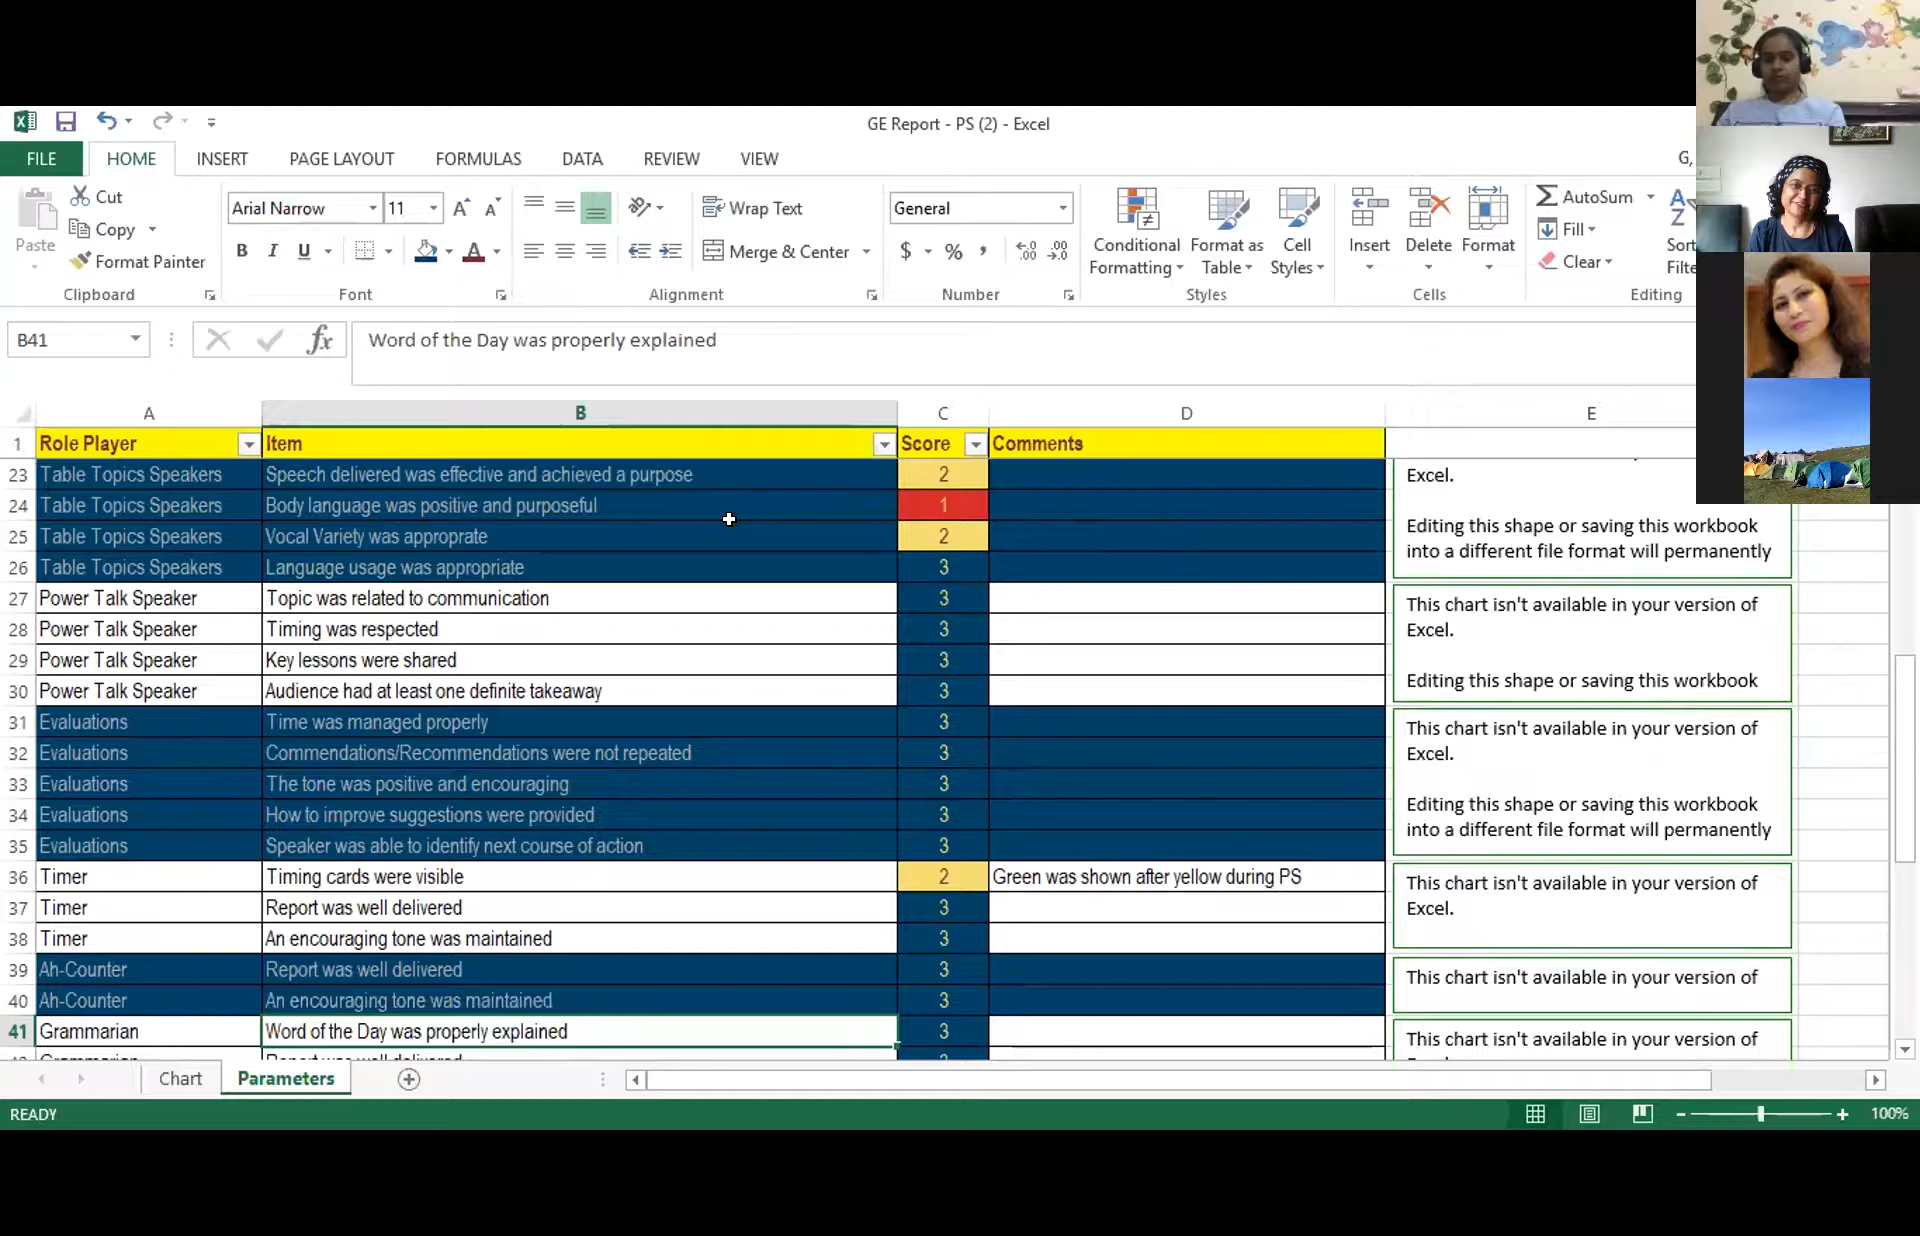 GE Report - PS (2) - Excel
FILE HOME INSERT PAGE LAYOUT FORMULAS DATA REVIEW VIEW G,
Paste Cut Copy Format Painter
Arial Narrow 11
B I U A
Wrap Text
Merge & Center
General
$ % ,
Conditional Formatting
Format as Table
Cell Styles
Insert Delete Format
AutoSum
Fill
Clear
Sort
Filte
Clipboard Font Alignment Number Styles Cells Editing
B41 fx Word of the Day was properly explained
A B C D E
1 Role Player Item Score Comments
23 Table Topics Speakers Speech delivered was effective and achieved a purpose 2
24 Table Topics Speakers Body language was positive and purposeful 1
25 Table Topics Speakers Vocal Variety was approprate 2
26 Table Topics Speakers Language usage was appropriate 3
27 Power Talk Speaker Topic was related to communication 3
28 Power Talk Speaker Timing was respected 3
29 Power Talk Speaker Key lessons were shared 3
30 Power Talk Speaker Audience had at least one definite takeaway 3
31 Evaluations Time was managed properly 3
32 Evaluations Commendations/Recommendations were not repeated 3
33 Evaluations The tone was positive and encouraging 3
34 Evaluations How to improve suggestions were provided 3
35 Evaluations Speaker was able to identify next course of action 3
36 Timer Timing cards were visible 2 Green was shown after yellow during PS
37 Timer Report was well delivered 3
38 Timer An encouraging tone was maintained 3
39 Ah-Counter Report was well delivered 3
40 Ah-Counter An encouraging tone was maintained 3
41 Grammarian Word of the Day was properly explained 3
Grammarian Report was well delivered
Excel.
Editing this shape or saving this workbook
into a different file format will permanently
This chart isn't available in your version of
Excel.
Editing this shape or saving this workbook
This chart isn't available in your version of
Excel.
Editing this shape or saving this workbook
into a different file format will permanently
This chart isn't available in your version of
Excel.
This chart isn't available in your version of
This chart isn't available in your version of
Chart Parameters
READY 100%